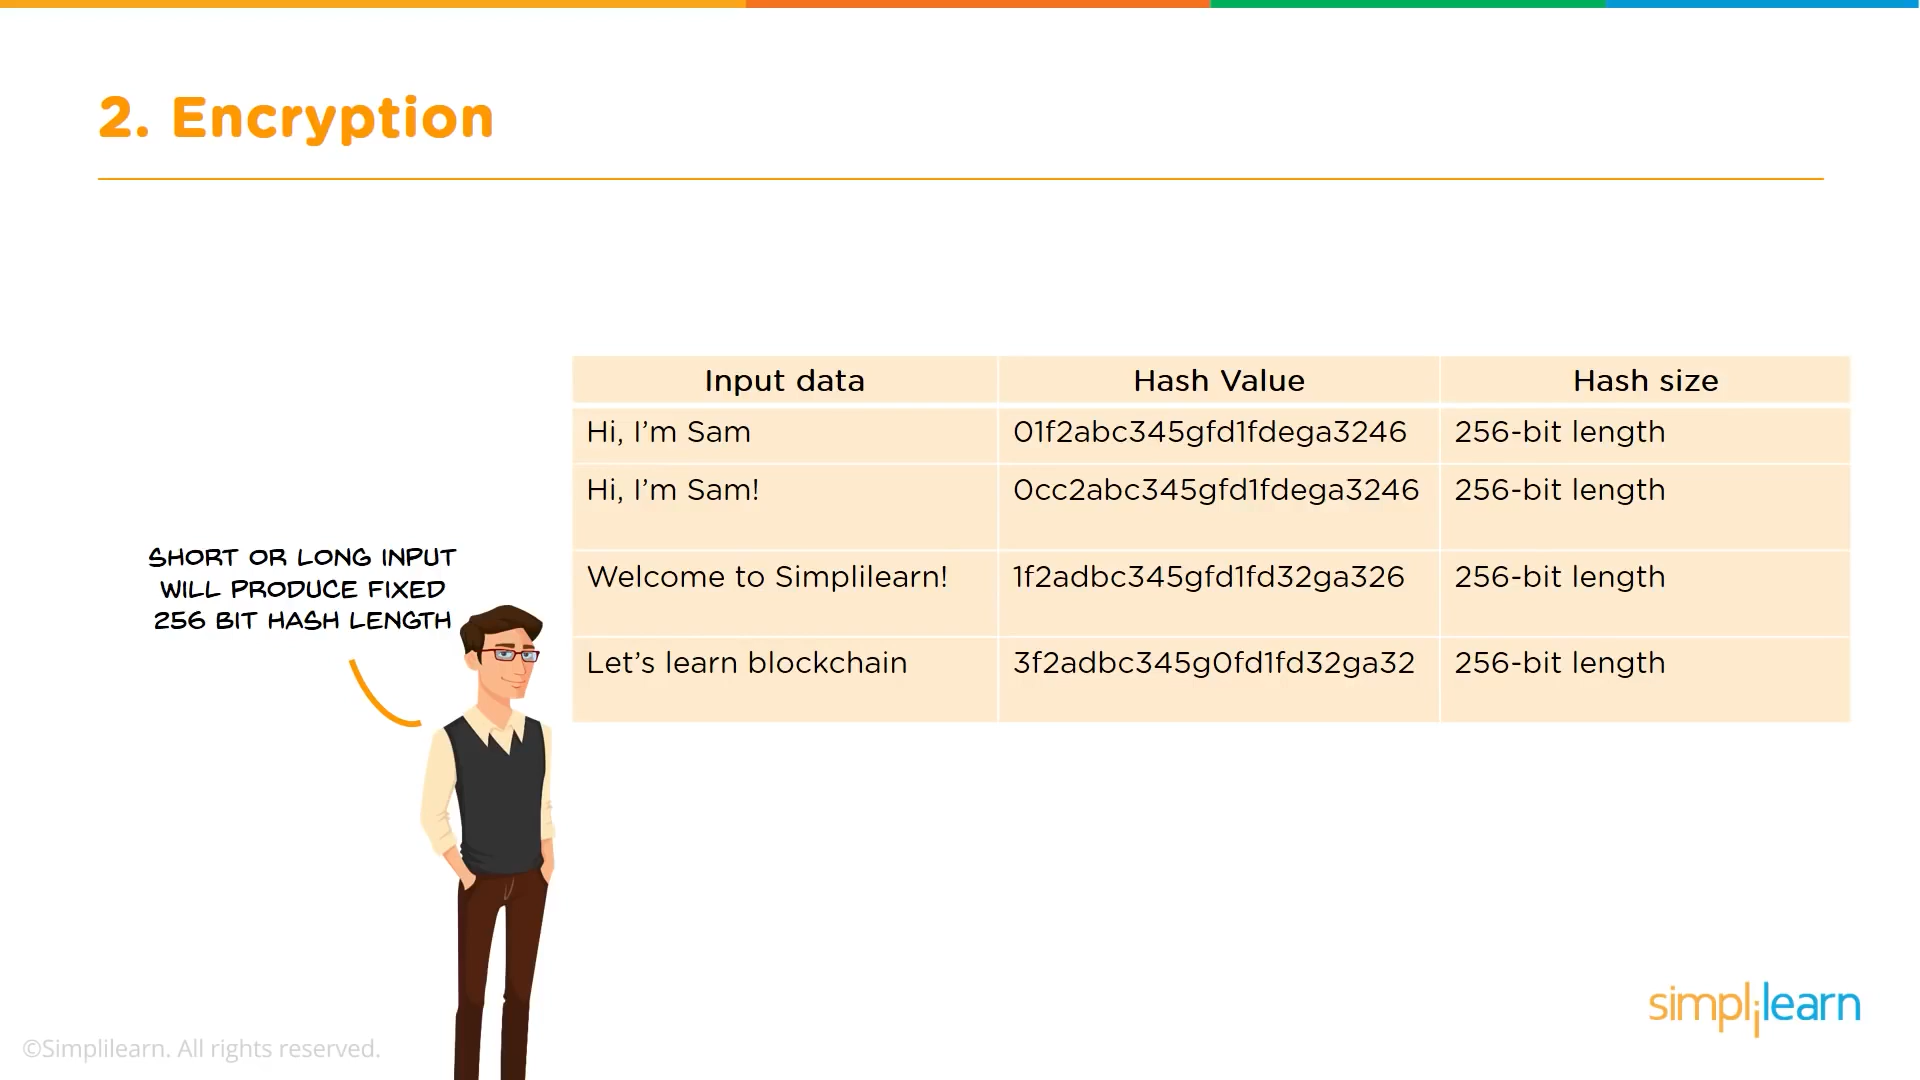 2. Encryption
Input data Hash Value Hash size
Hi, I’m Sam 01f2abc345gfd1fdega3246 256-bit length
Hi, I’m Sam! 0cc2abc345gfd1fdega3246 256-bit length
Welcome to Simplilearn! 1f2adbc345gfd1fd32ga326 256-bit length
Let’s learn blockchain 3f2adbc345g0fd1fd32ga32 256-bit length
SHORT OR LONG INPUT
WILL PRODUCE FIXED
256 BIT HASH LENGTH
simplilearn
©Simplilearn. All rights reserved.